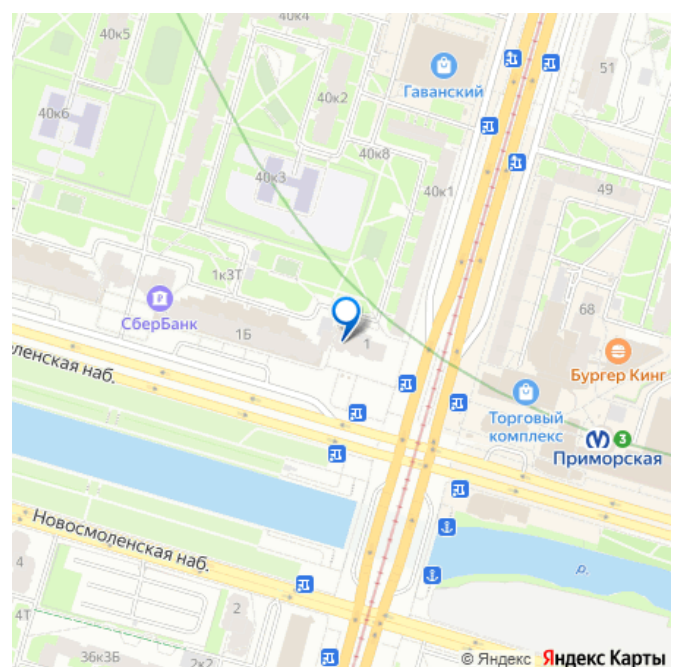 40к5
40к4
51
40к2
Гаванский
40к6
40к8
40к3
40к1
49
1к3Т
68
СберБанк
1Б
1
Бургер Кинг
оленская наб.
Торговый
комплекс
3
Приморская
Новосмоленская наб.
р.
4
2
4Т
36к3Б
2к2
© Яндекс Яндекс Карты